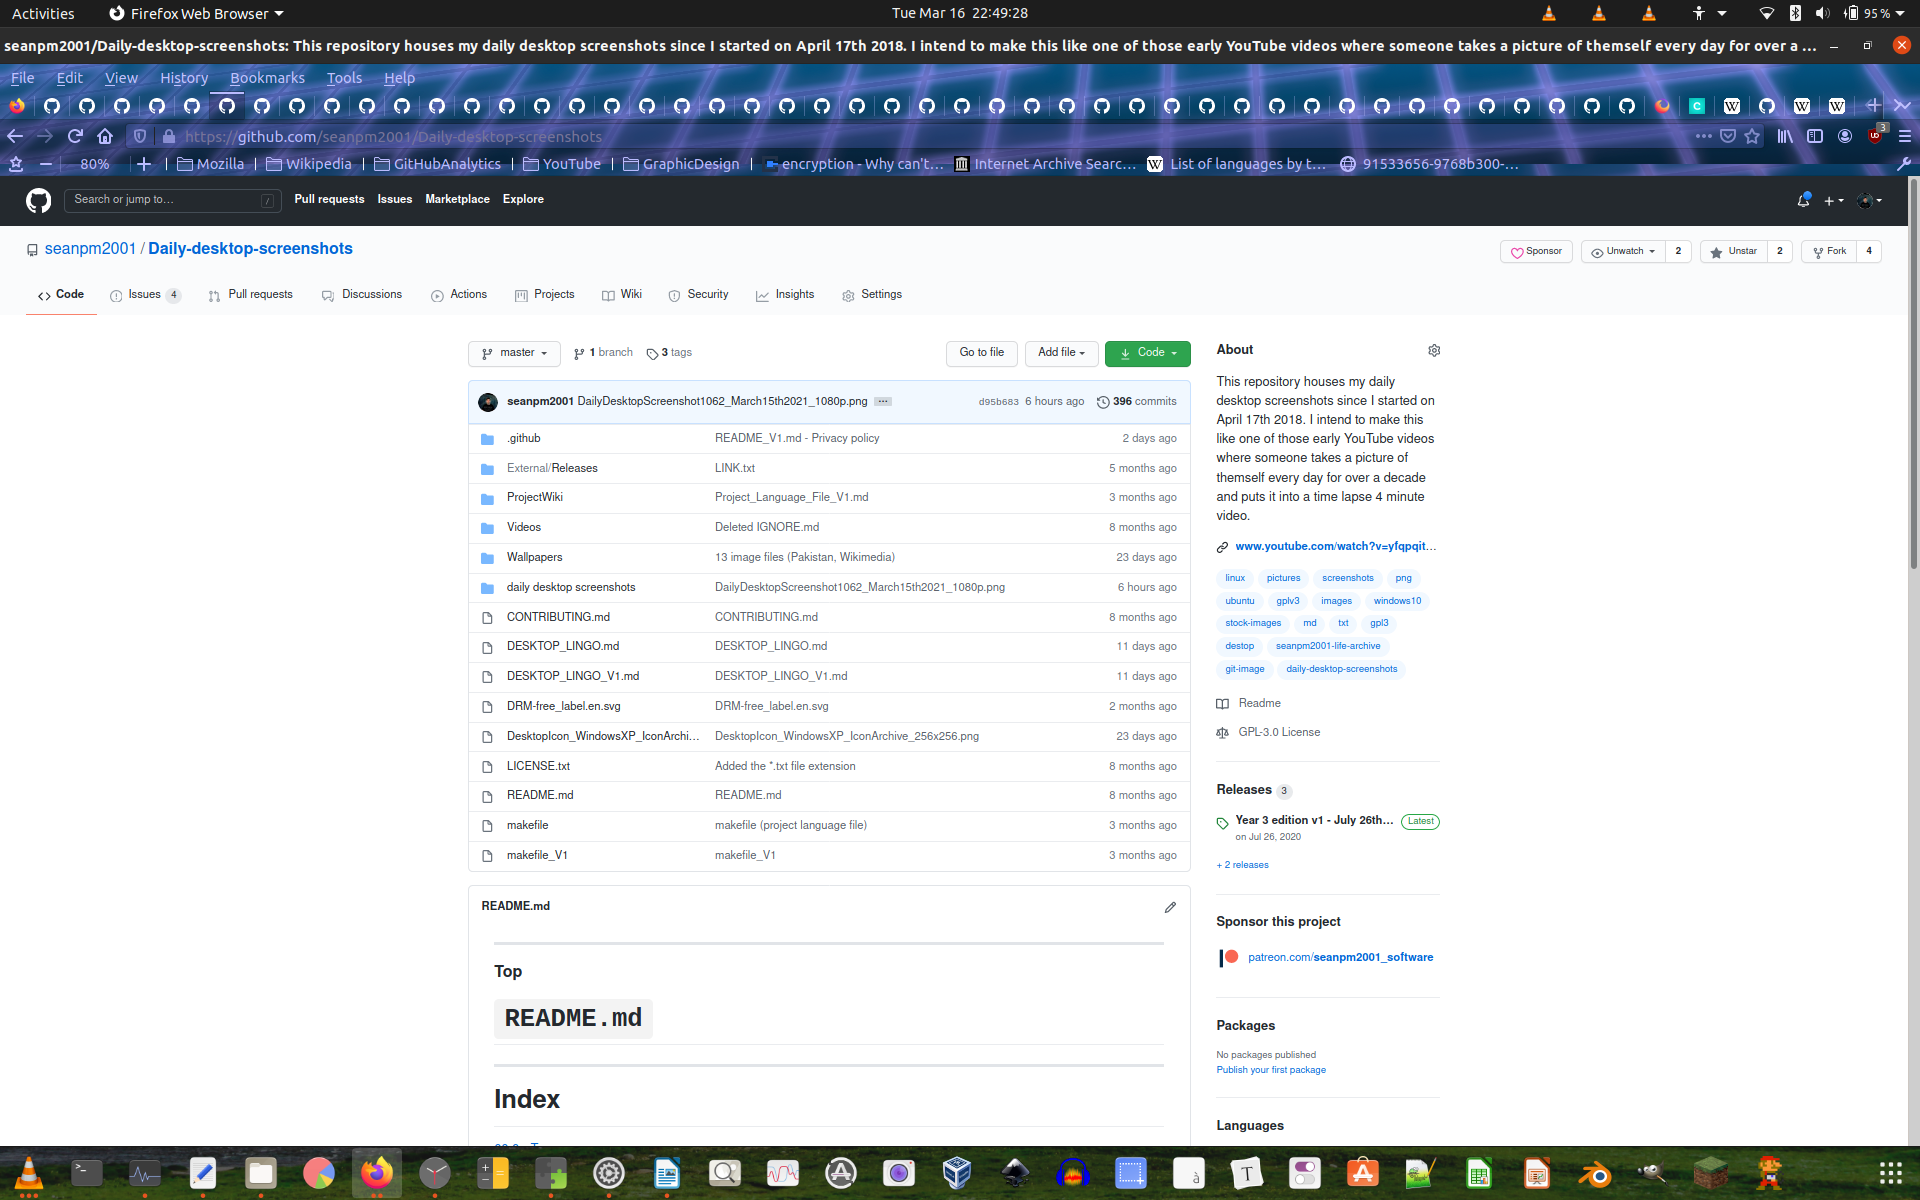 Activities
Firefox Web Browser
Tue Mar 16 22:49:28
95 %
seanpm2001/Daily-desktop-screenshots: This repository houses my daily desktop screenshots since I started on April 17th 2018. I intend to make this like one of those early YouTube videos where someone takes a picture of themself every day for over a ...
File Edit View History Bookmarks Tools Help
https://github.com/seanpm2001/Daily-desktop-screenshots
3
80%
Mozilla
Wikipedia
GitHubAnalytics
YouTube
GraphicDesign
encryption - Why can't...
Internet Archive Searc...
List of languages by t...
91533656-9768b300-...
Search or jump to...
/
Pull requests Issues Marketplace Explore
seanpm2001 / Daily-desktop-screenshots
Sponsor
Unwatch 2
Unstar 2
Fork 4
Code
Issues 4
Pull requests
Discussions
Actions
Projects
Wiki
Security
Insights
Settings
master
1 branch
3 tags
Go to file
Add file
Code
seanpm2001 DailyDesktopScreenshot1062_March15th2021_1080p.png ...
d95b683 6 hours ago
396 commits
.github README_V1.md - Privacy policy 2 days ago
External/Releases LINK.txt 5 months ago
ProjectWiki Project_Language_File_V1.md 3 months ago
Videos Deleted IGNORE.md 8 months ago
Wallpapers 13 image files (Pakistan, Wikimedia) 23 days ago
daily desktop screenshots DailyDesktopScreenshot1062_March15th2021_1080p.png 6 hours ago
CONTRIBUTING.md CONTRIBUTING.md 8 months ago
DESKTOP_LINGO.md DESKTOP_LINGO.md 11 days ago
DESKTOP_LINGO_V1.md DESKTOP_LINGO_V1.md 11 days ago
DRM-free_label.en.svg DRM-free_label.en.svg 2 months ago
DesktopIcon_WindowsXP_IconArchi... DesktopIcon_WindowsXP_IconArchive_256x256.png 23 days ago
LICENSE.txt Added the *.txt file extension 8 months ago
README.md README.md 8 months ago
makefile makefile (project language file) 3 months ago
makefile_V1 makefile_V1 3 months ago
README.md
Top
README.md
Index
About
This repository houses my daily
desktop screenshots since I started on
April 17th 2018. I intend to make this
like one of those early YouTube videos
where someone takes a picture of
themself every day for over a decade
and puts it into a time lapse 4 minute
video.
www.youtube.com/watch?v=yfqpqit...
linux pictures screenshots png
ubuntu gplv3 images windows10
stock-images md txt gpl3
destop seanpm2001-life-archive
git-image daily-desktop-screenshots
Readme
GPL-3.0 License
Releases 3
Year 3 edition v1 - July 26th... Latest
on Jul 26, 2020
+ 2 releases
Sponsor this project
patreon.com/seanpm2001_software
Packages
No packages published
Publish your first package
Languages